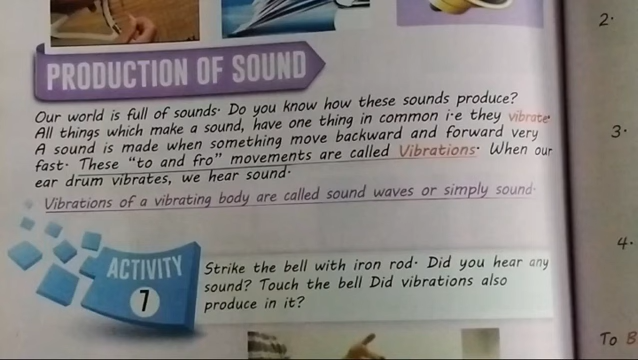 PRODUCTION OF SOUND
Our world is full of sounds. Do you know how these sounds produce?
All things which make a sound, have one thing in common i.e they vibrate.
A sound is made when something move backward and forward very
fast. These “to and fro” movements are called Vibrations. When our
ear drum vibrates, we hear sound.
Vibrations of a vibrating body are called sound waves or simply sound.
ACTIVITY
7
Strike the bell with iron rod. Did you hear any
sound? Touch the bell Did vibrations also
produce in it?
2.
3.
4.
To B